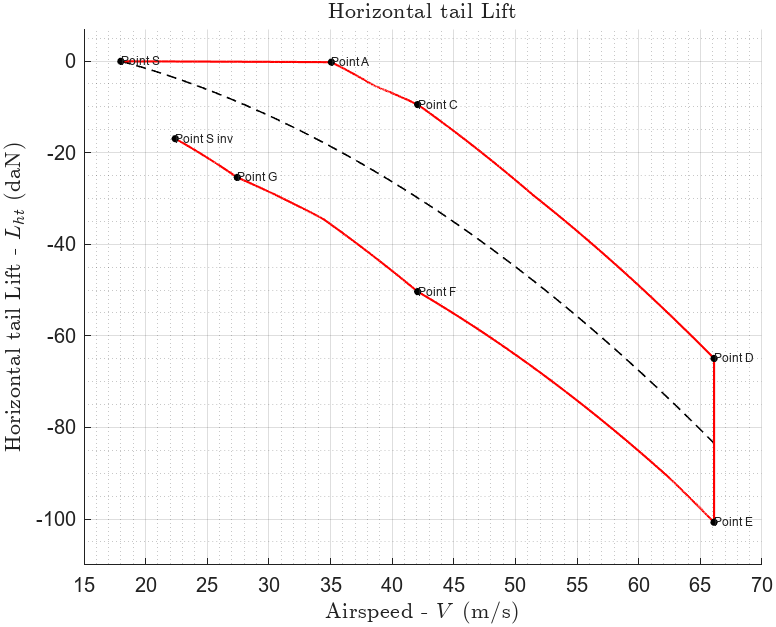 Horizontal tail Lift
Horizontal tail Lift - L_ht (daN)
0
-20
-40
-60
-80
-100
Point S
Point A
Point C
Point S inv
Point G
Point F
Point D
Point E
15 20 25 30 35 40 45 50 55 60 65 70
Airspeed - V (m/s)